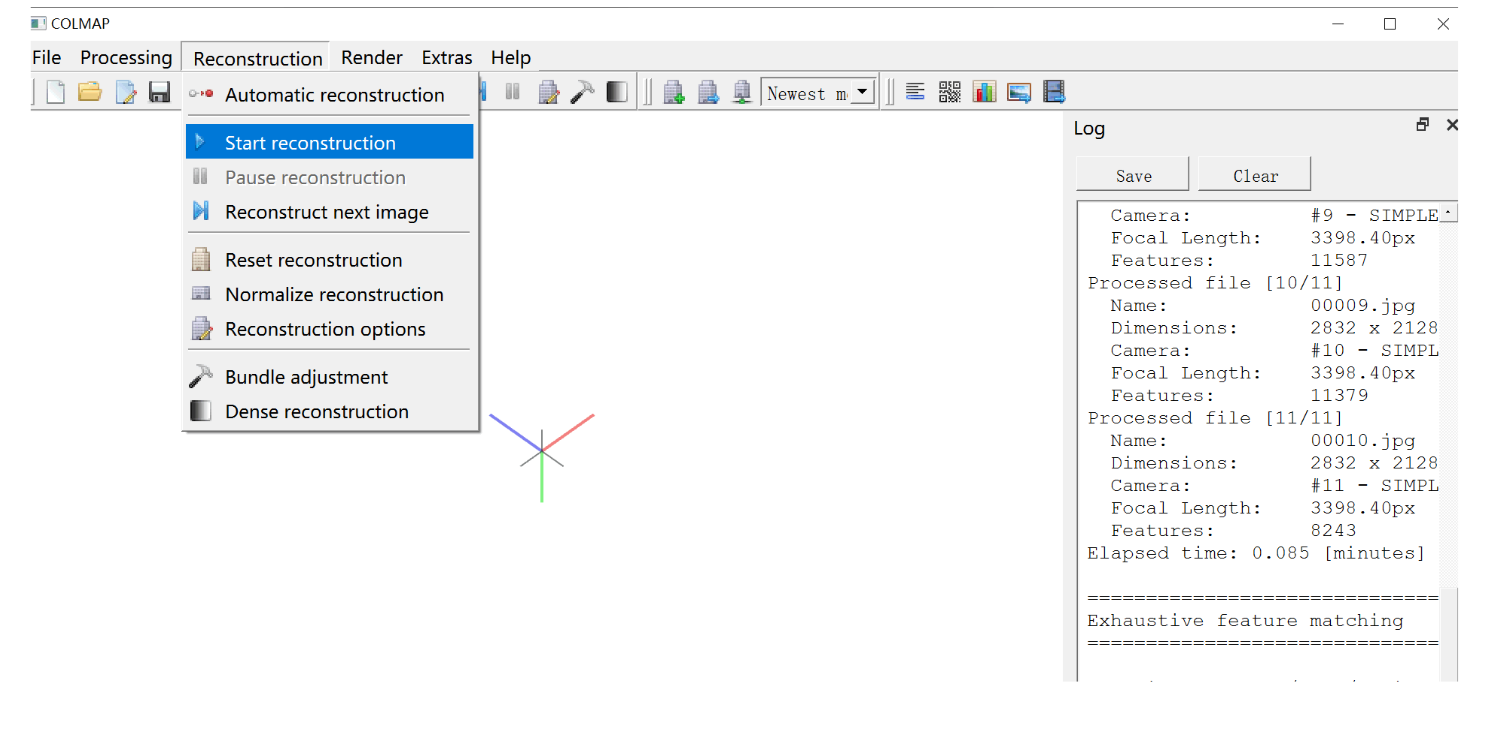 COLMAP
File Processing Reconstruction Render Extras Help
Newest m
Automatic reconstruction
Start reconstruction
Pause reconstruction
Reconstruct next image
Reset reconstruction
Normalize reconstruction
Reconstruction options
Bundle adjustment
Dense reconstruction
Log
Save Clear
Camera: #9 - SIMPLE
Focal Length: 3398.40px
Features: 11587
Processed file [10/11]
Name: 00009.jpg
Dimensions: 2832 x 2128
Camera: #10 - SIMPL
Focal Length: 3398.40px
Features: 11379
Processed file [11/11]
Name: 00010.jpg
Dimensions: 2832 x 2128
Camera: #11 - SIMPL
Focal Length: 3398.40px
Features: 8243
Elapsed time: 0.085 [minutes]
==============================
Exhaustive feature matching
==============================